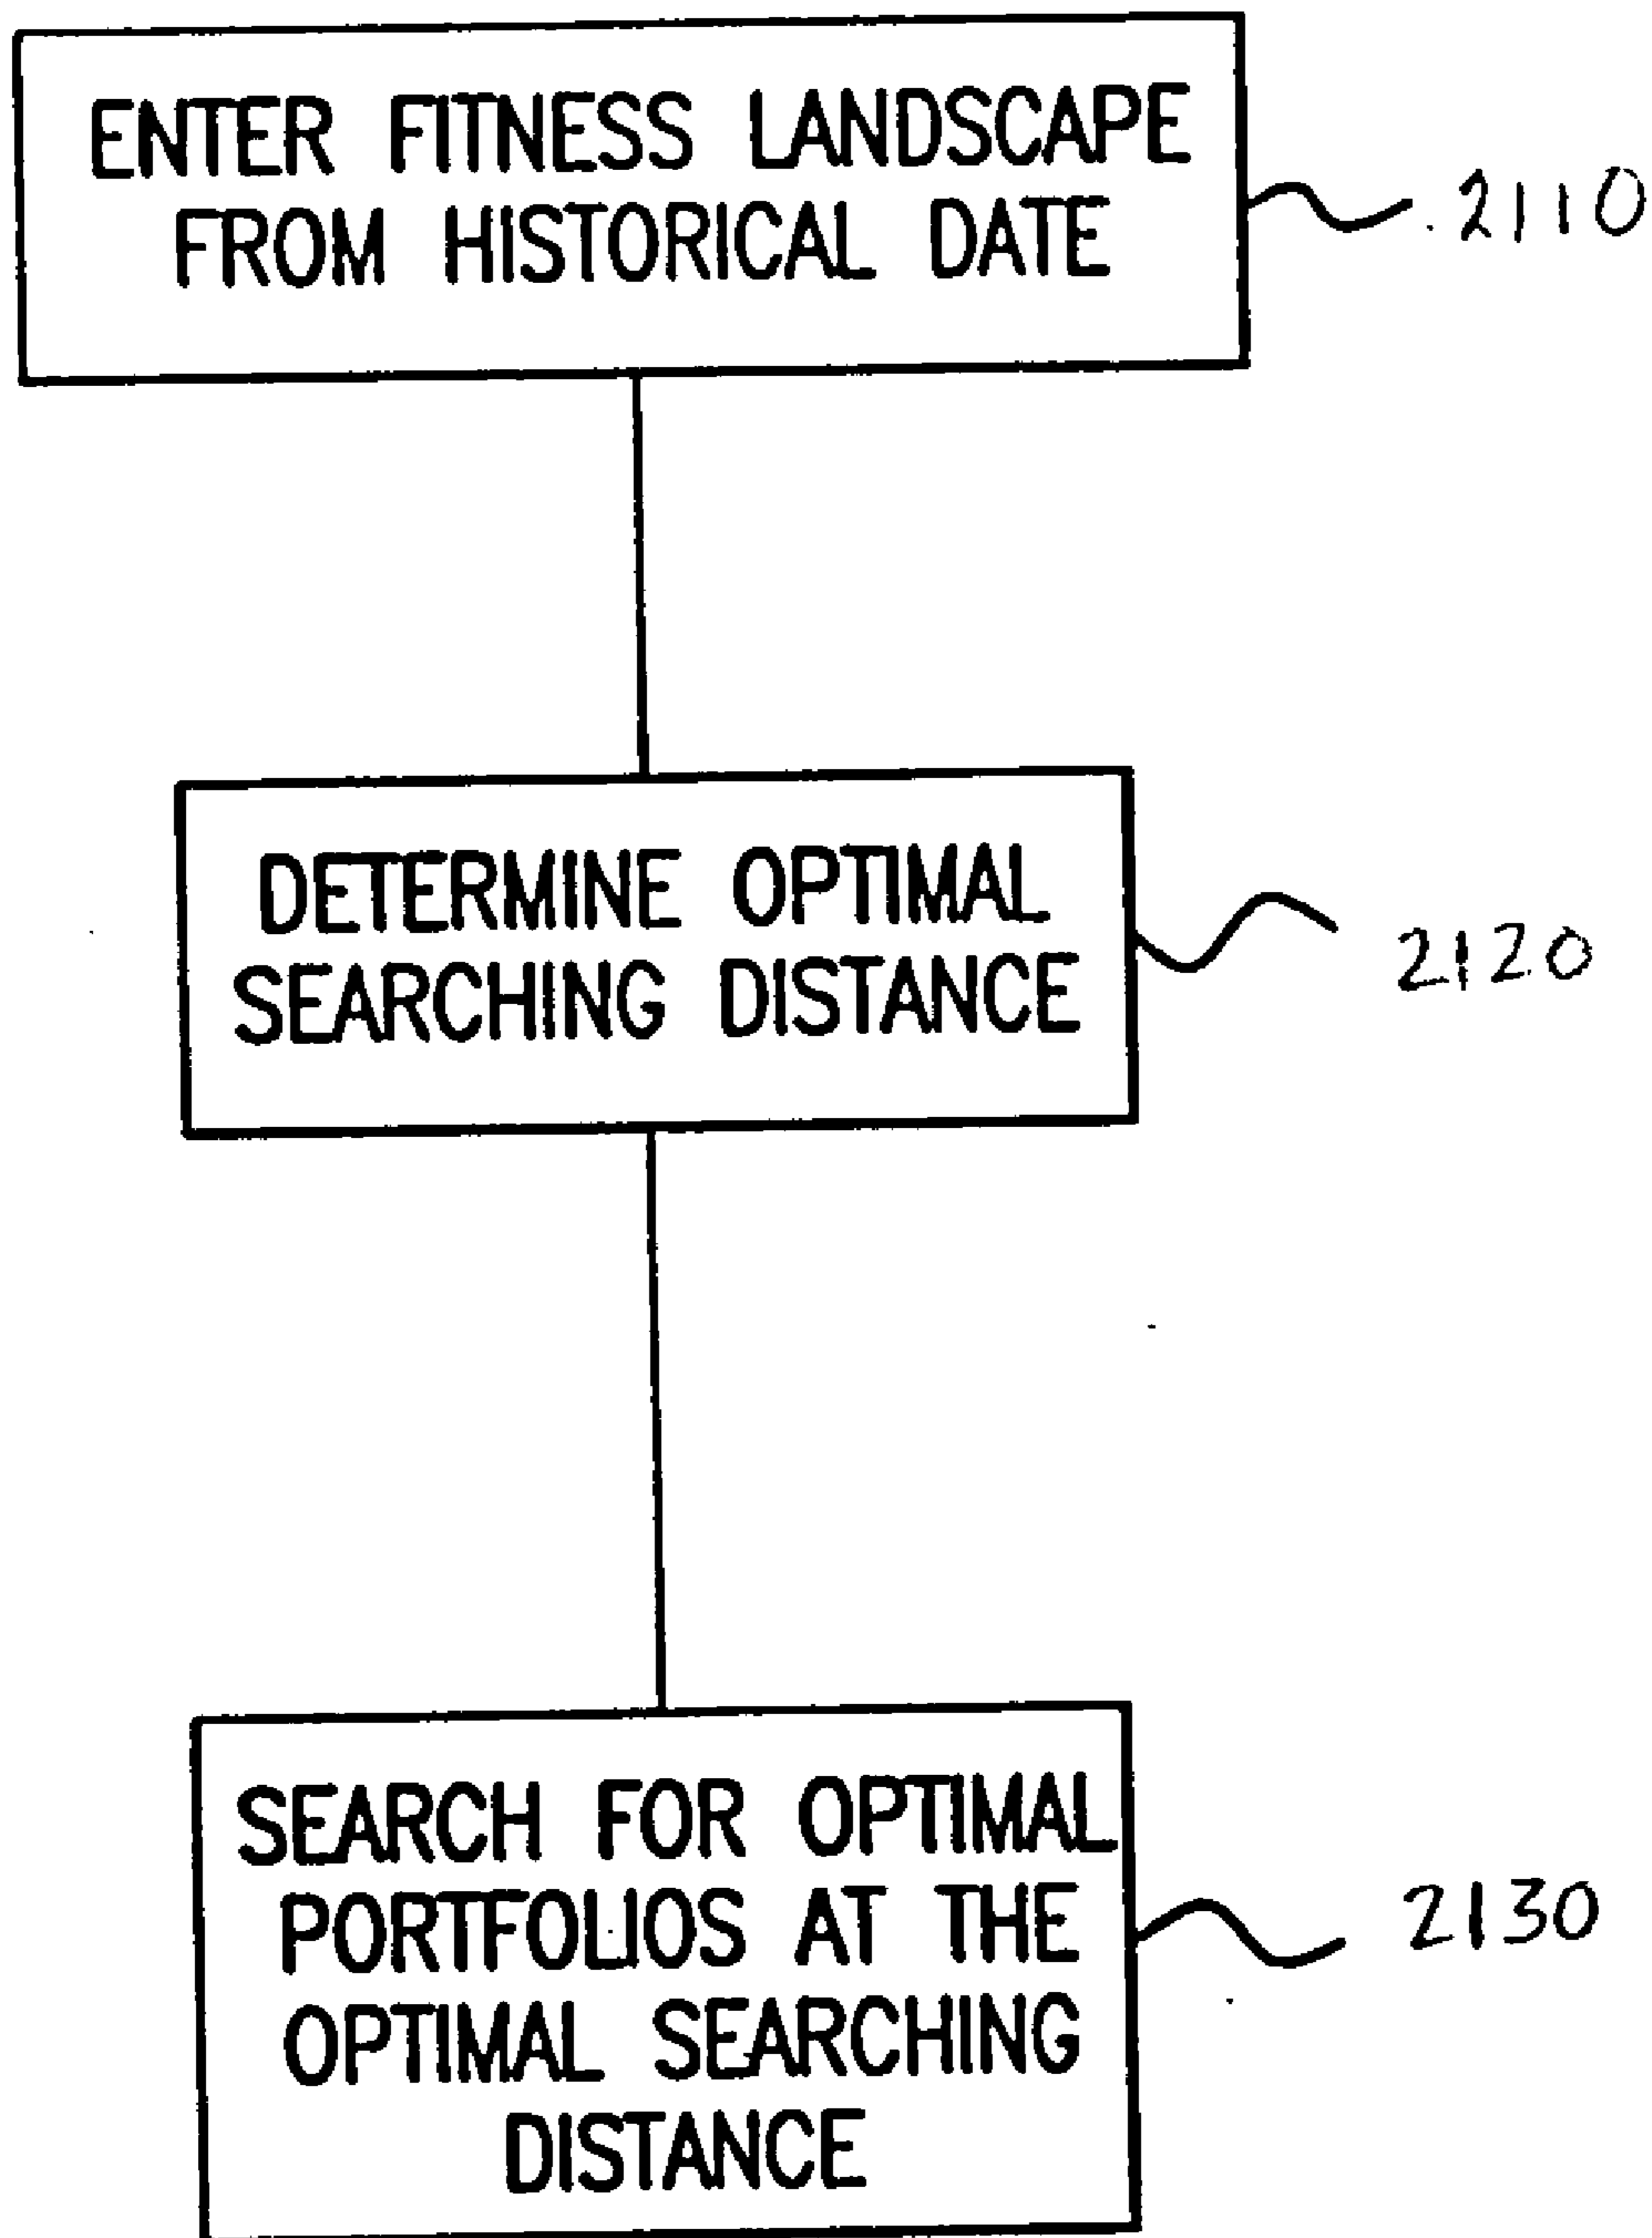 ENTER FITNESS LANDSCAPE
FROM HISTORICAL DATE
2110
DETERMINE OPTIMAL
SEARCHING DISTANCE
2120
SEARCH FOR OPTIMAL
PORTFOLIOS AT THE
OPTIMAL SEARCHING
DISTANCE
2130